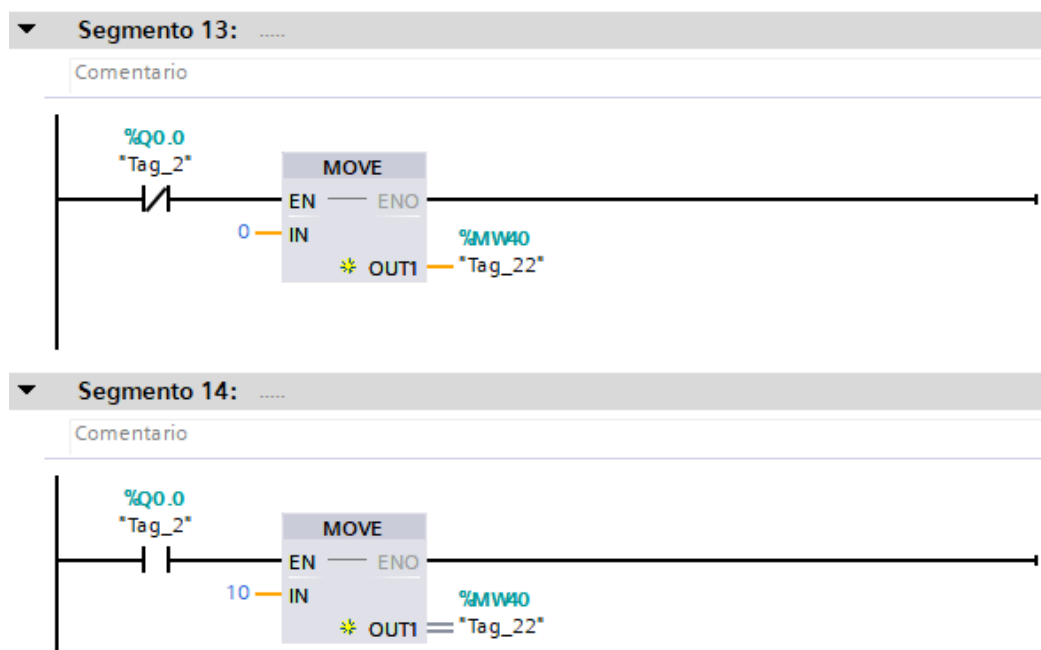 Segmento 13: .....
Comentario
%Q0.0
"Tag_2"
MOVE
EN ENO
0 IN
%MW40
OUT1 "Tag_22"
Segmento 14: .....
Comentario
%Q0.0
"Tag_2"
MOVE
EN ENO
10 IN
%MW40
OUT1 "Tag_22"